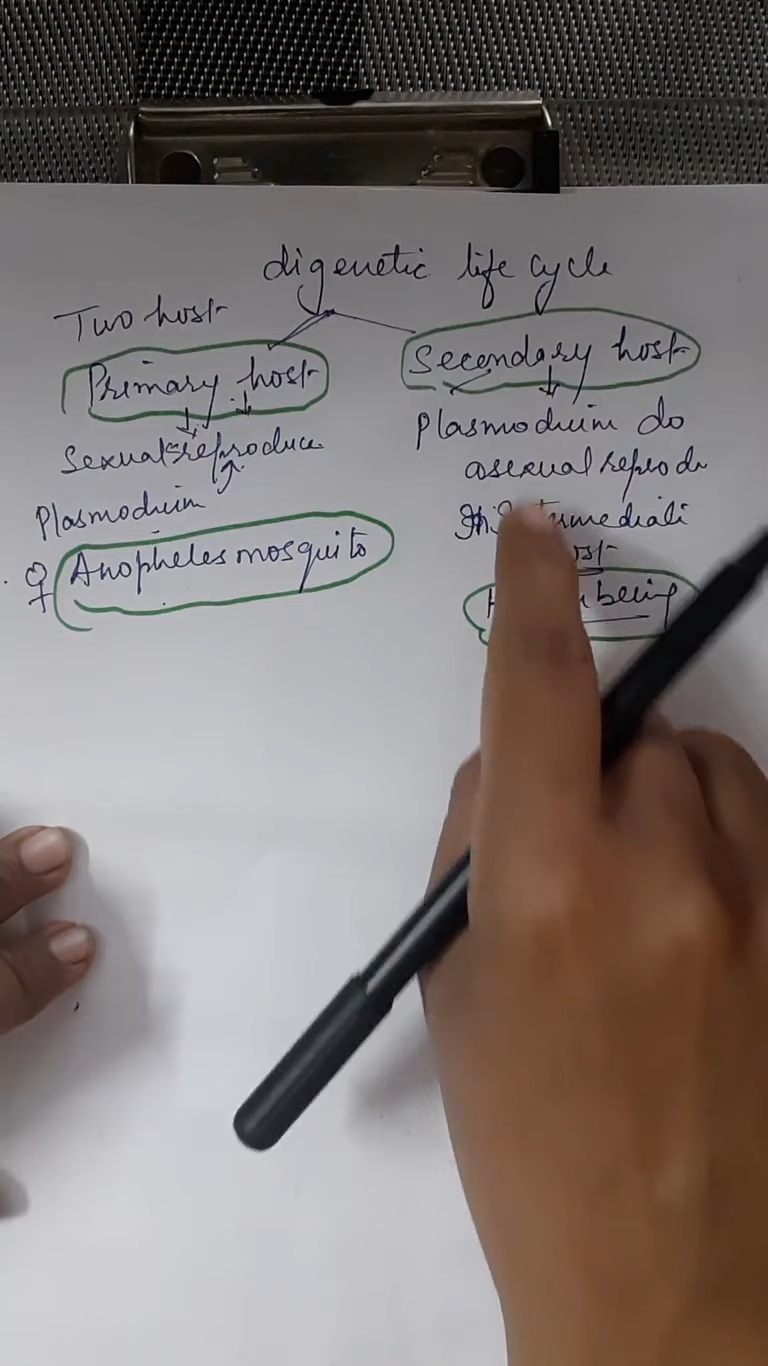 digenetic life cycle
Two host
Primary host
Secondary host
Sexual reproduce
Plasmodium
♀ Anopheles mosquito
Plasmodium do
asexual reprodu
being